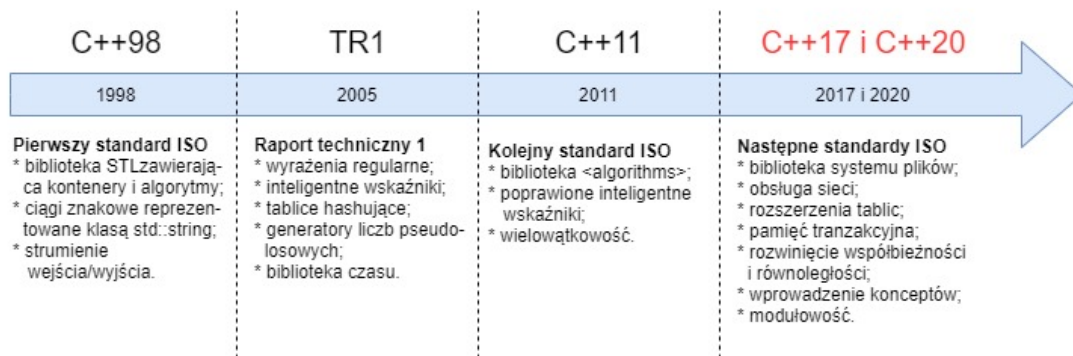 C++98
TR1
C++11
C++17 i C++20
1998
2005
2011
2017 i 2020
Pierwszy standard ISO
* biblioteka STLzawierają-
ca kontenery i algorytmy;
* ciągi znakowe reprezen-
towane klasą std::string;
* strumienie
wejścia/wyjścia.
Raport techniczny 1
* wyrażenia regularne;
* inteligentne wskaźniki;
* tablice hashujące;
* generatory liczb pseudo-
losowych;
* biblioteka czasu.
Kolejny standard ISO
* biblioteka <algorithms>;
* poprawione inteligentne
wskaźniki;
* wielowątkowość.
Następne standardy ISO
* biblioteka systemu plików;
* obsługa sieci;
* rozszerzenia tablic;
* pamięć tranzakcyjna;
* rozwinięcie współbieżności
i równoległości;
* wprowadzenie konceptów;
* modułowość.